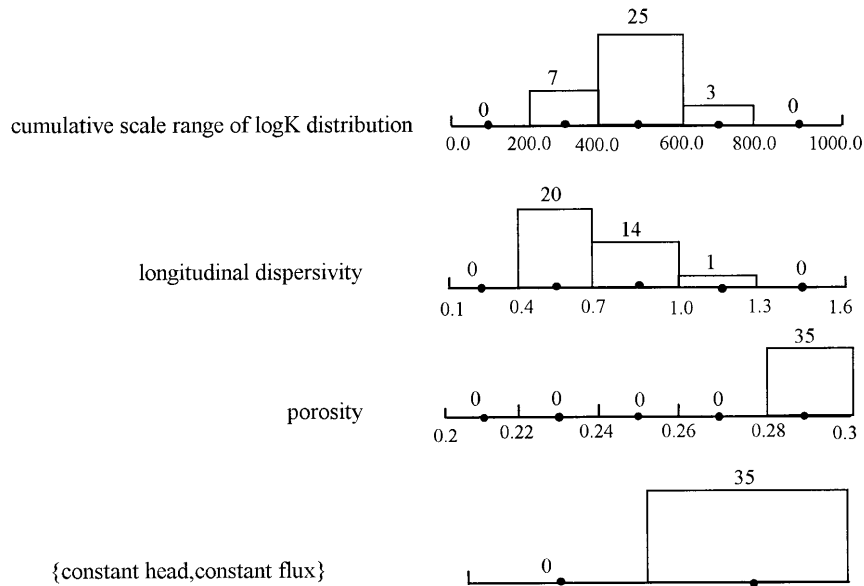 25
7
3
0
0
cumulative scale range of logK distribution
0.0 200.0 400.0 600.0 800.0 1000.0
20
14
longitudinal dispersivity
0
1
0
0.1 0.4 0.7 1.0 1.3 1.6
35
porosity
0 0 0 0
0.2 0.22 0.24 0.26 0.28 0.3
35
{constant head,constant flux}
0